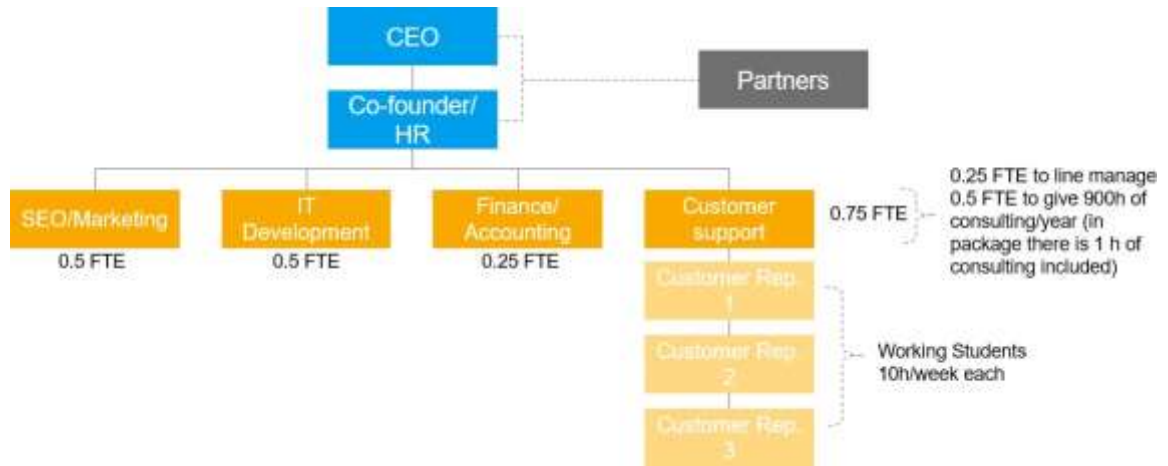 CEO
Partners
Co-founder/
HR
SEO/Marketing
0.5 FTE
IT
Development
0.5 FTE
Finance/
Accounting
0.25 FTE
Customer
support
0.75 FTE
0.25 FTE to line manage
0.5 FTE to give 900h of
consulting/year (in
package there is 1 h of
consulting included)
Customer Rep.
1
Customer Rep.
2
Customer Rep.
3
Working Students
10h/week each